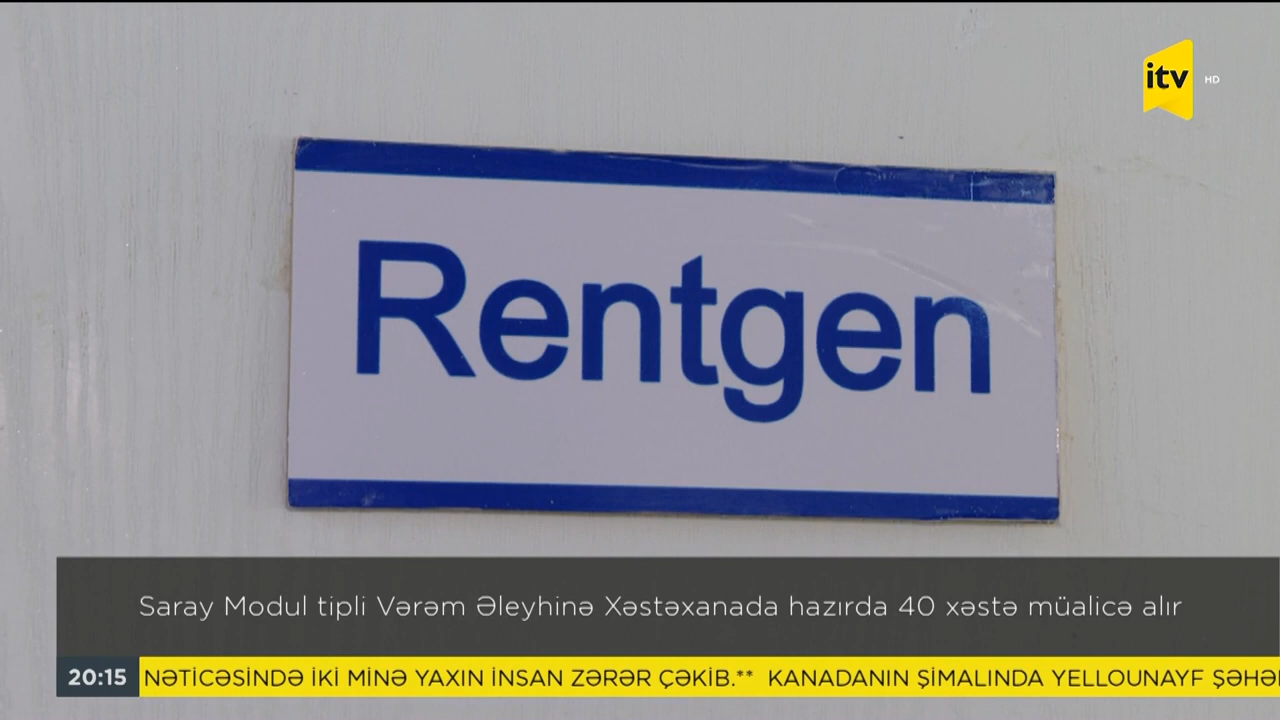 itv HD
Rentgen
Saray Modul tipli Vərəm Əleyhinə Xəstəxanada hazırda 40 xəstə müalicə alır
20:15 NƏTİCƏSİNDƏ İKİ MİNƏ YAXIN İNSAN ZƏRƏR ÇƏKİB.** KANADANIN ŞİMALINDA YELLOUNAYF ŞƏHƏ